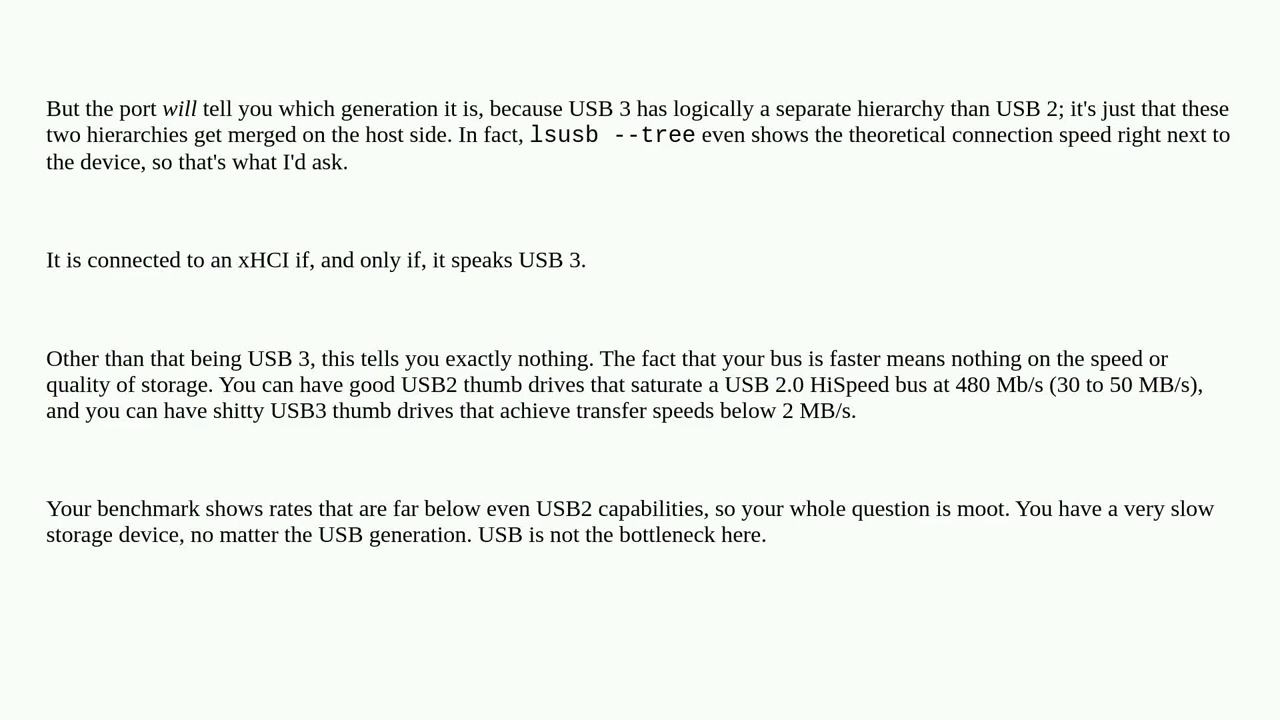 But the port will tell you which generation it is, because USB 3 has logically a separate hierarchy than USB 2; it's just that these
two hierarchies get merged on the host side. In fact, lsusb --tree even shows the theoretical connection speed right next to
the device, so that's what I'd ask.
It is connected to an xHCI if, and only if, it speaks USB 3.
Other than that being USB 3, this tells you exactly nothing. The fact that your bus is faster means nothing on the speed or
quality of storage. You can have good USB2 thumb drives that saturate a USB 2.0 HiSpeed bus at 480 Mb/s (30 to 50 MB/s),
and you can have shitty USB3 thumb drives that achieve transfer speeds below 2 MB/s.
Your benchmark shows rates that are far below even USB2 capabilities, so your whole question is moot. You have a very slow
storage device, no matter the USB generation. USB is not the bottleneck here.